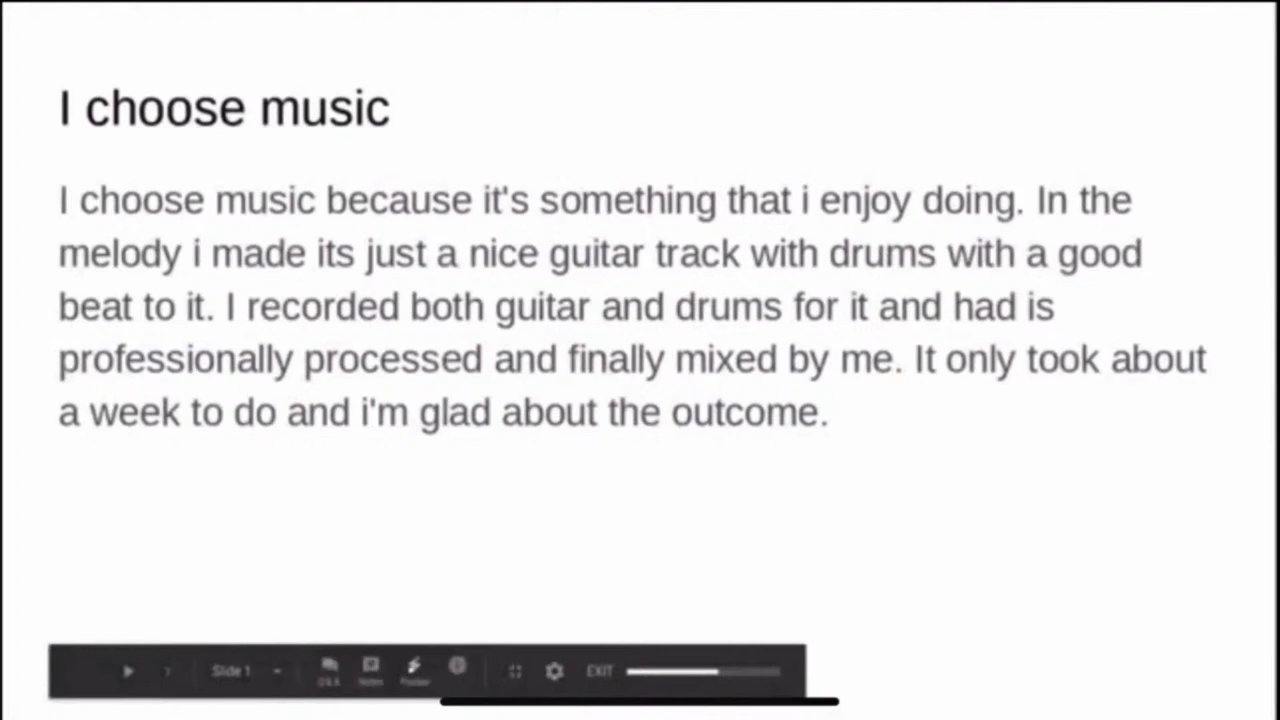 I choose music
I choose music because it's something that i enjoy doing. In the
melody i made its just a nice guitar track with drums with a good
beat to it. I recorded both guitar and drums for it and had is
professionally processed and finally mixed by me. It only took about
a week to do and i'm glad about the outcome.
Slide 1
Q&A Notes Pointer
EXIT